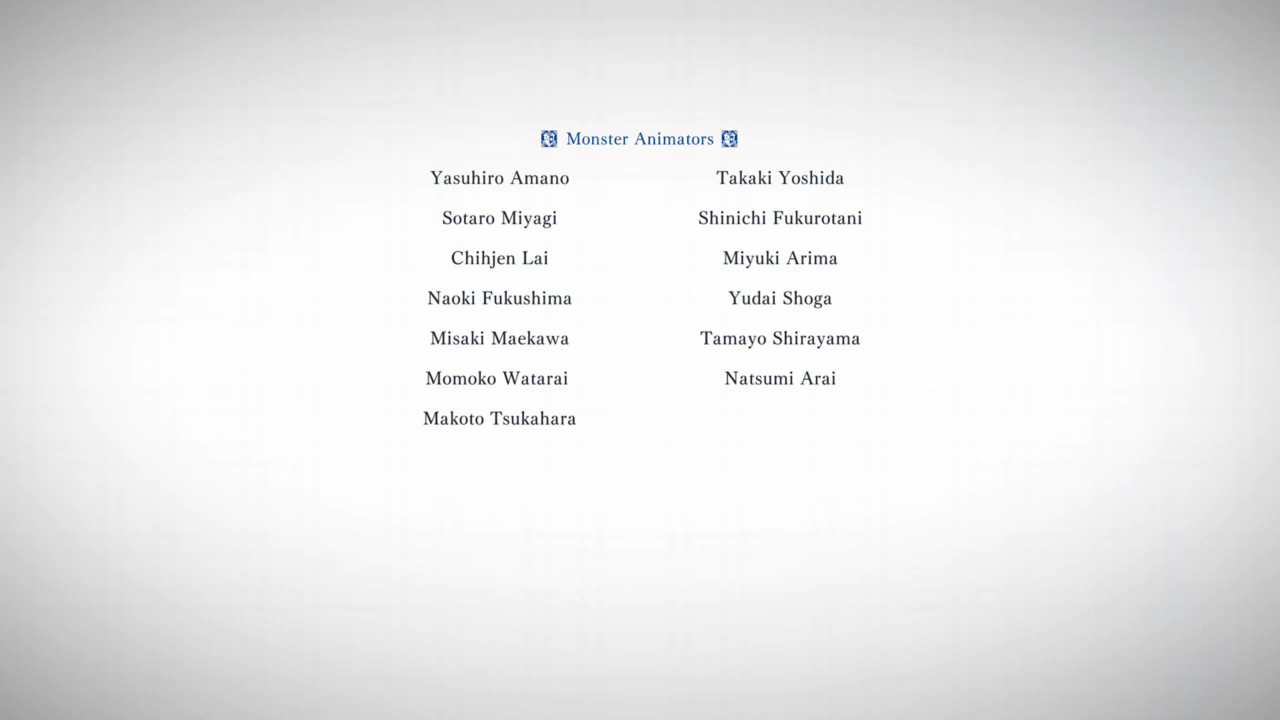 Monster Animators
Yasuhiro Amano Takaki Yoshida
Sotaro Miyagi Shinichi Fukurotani
Chihjen Lai Miyuki Arima
Naoki Fukushima Yudai Shoga
Misaki Maekawa Tamayo Shirayama
Momoko Watarai Natsumi Arai
Makoto Tsukahara